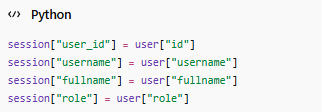 </> Python
session["user_id"] = user["id"]
session["username"] = user["username"]
session["fullname"] = user["fullname"]
session["role"] = user["role"]